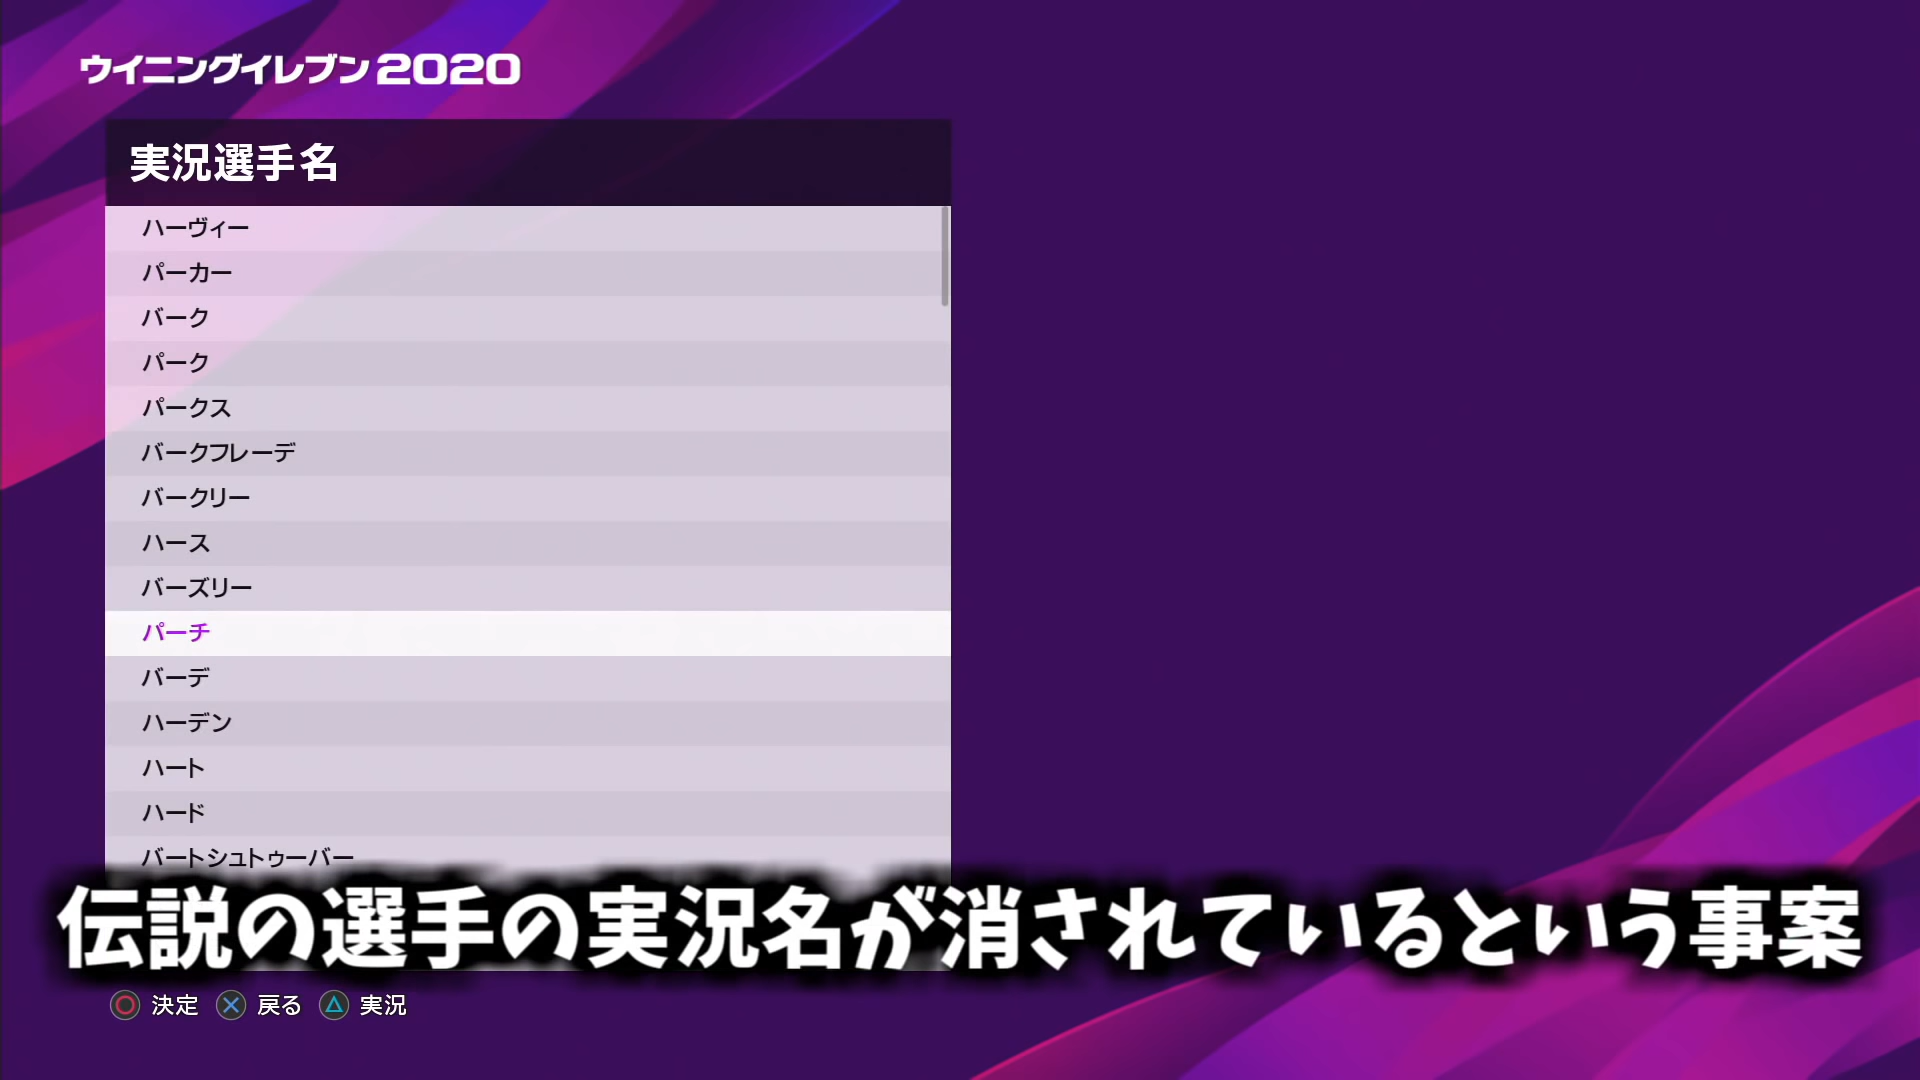 ウイニングイレブン2020
実況選手名
ハーヴィー
パーカー
バーク
パーク
パークス
バークフレーデ
バークリー
ハース
バーズリー
パーチ
バーデ
ハーデン
ハート
ハード
バートシュトゥーバー
伝説の選手の実況名が消されているという事案
決定 戻る 実況